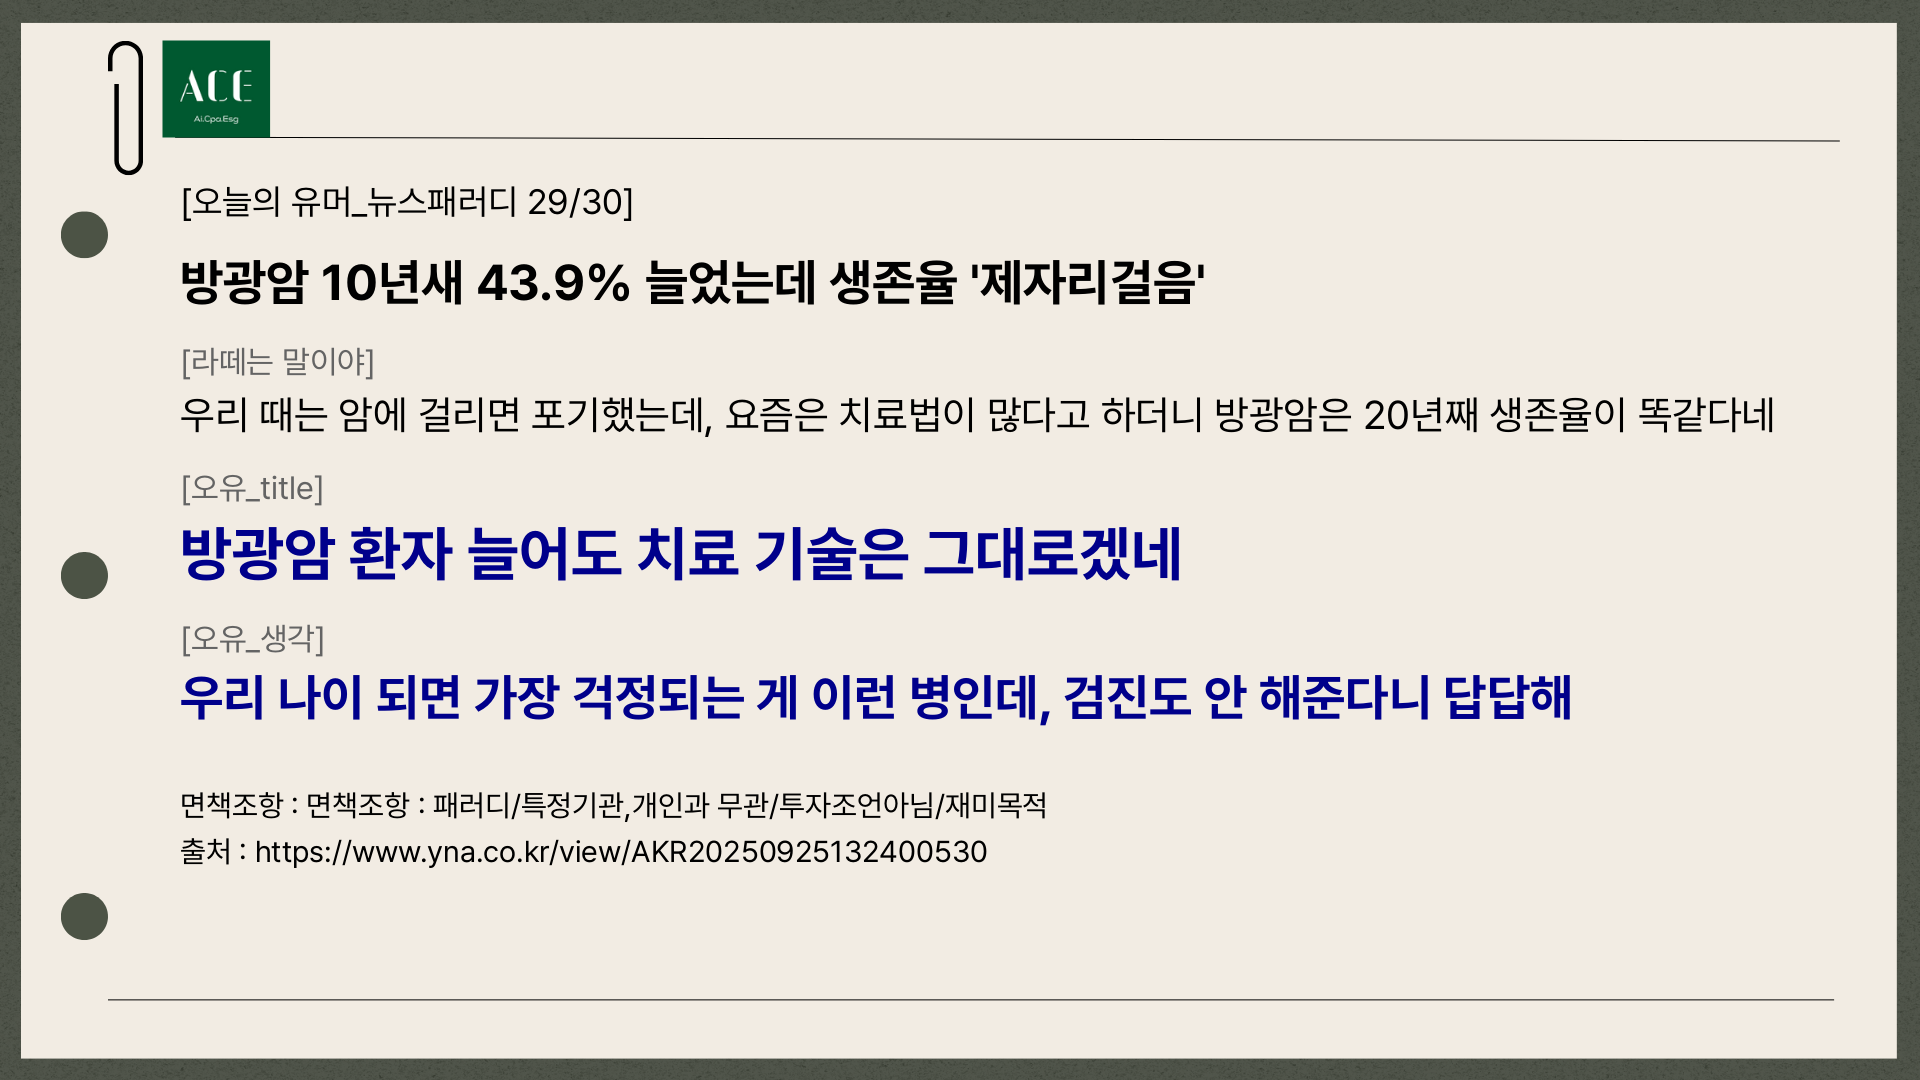 ACE
Ai.Cpa.Esg
[오늘의 유머_뉴스패러디 29/30]
방광암 10년새 43.9% 늘었는데 생존율 '제자리걸음'
[라떼는 말이야]
우리 때는 암에 걸리면 포기했는데, 요즘은 치료법이 많다고 하더니 방광암은 20년째 생존율이 똑같다네
[오유_title]
방광암 환자 늘어도 치료 기술은 그대로겠네
[오유_생각]
우리 나이 되면 가장 걱정되는 게 이런 병인데, 검진도 안 해준다니 답답해
면책조항 : 면책조항 : 패러디/특정기관,개인과 무관/투자조언아님/재미목적
출처 : https://www.yna.co.kr/view/AKR20250925132400530